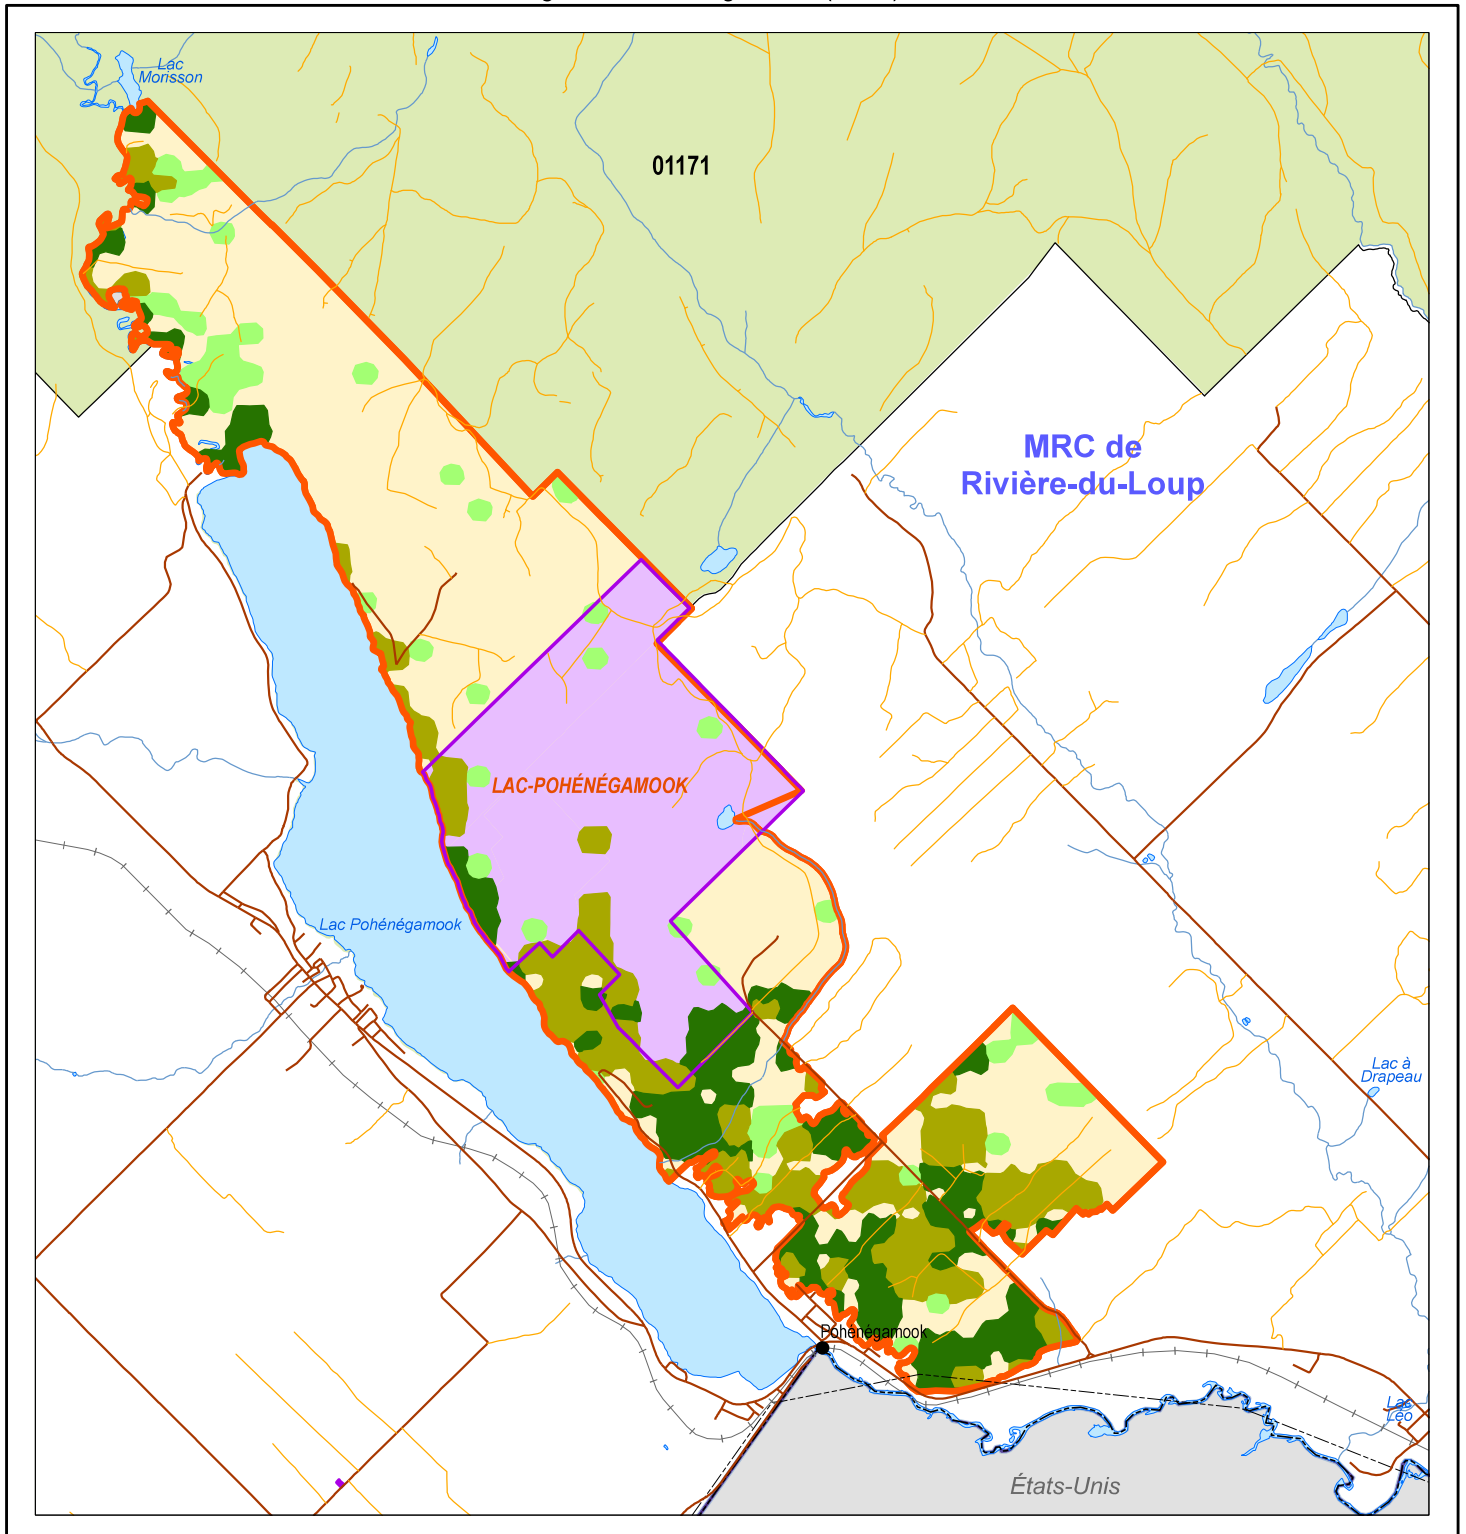 Lac
Morisson
01171
MRC de
Rivière-du-Loup
LAC-POHÉNÉGAMOOK
Lac Pohénégamook
Lac à
Drapeau
Pohénégamook
Lac
Léo
États-Unis